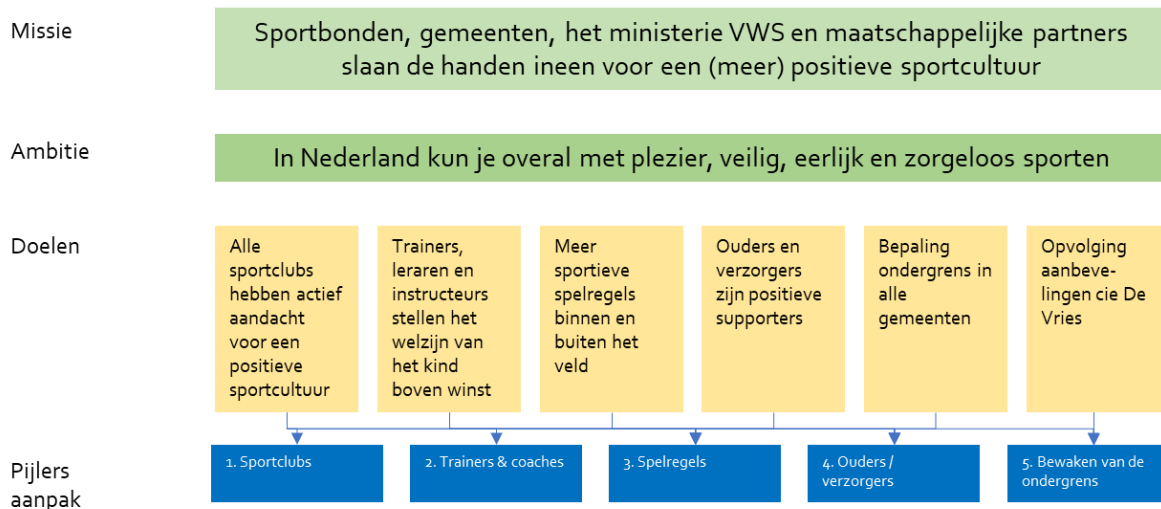 Missie
Sportbonden, gemeenten, het ministerie VWS en maatschappelijke partners
slaan de handen ineen voor een (meer) positieve sportcultuur
Ambitie
In Nederland kun je overal met plezier, veilig, eerlijk en zorgeloos sporten
Doelen
Alle
sportclubs
hebben actief
aandacht
voor een
positieve
sportcultuur
Trainers,
leraren en
instructeurs
stellen het
welzijn van
het kind
boven winst
Meer
sportieve
spelregels
binnen en
buiten het
veld
Ouders en
verzorgers
zijn positieve
supporters
Bepaling
ondergrens in
alle
gemeenten
Opvolging
aanbeve-
lingen cie De
Vries
Pijlers
aanpak
1. Sportclubs
2. Trainers & coaches
3. Spelregels
4. Ouders /
verzorgers
5. Bewaken van de
ondergrens